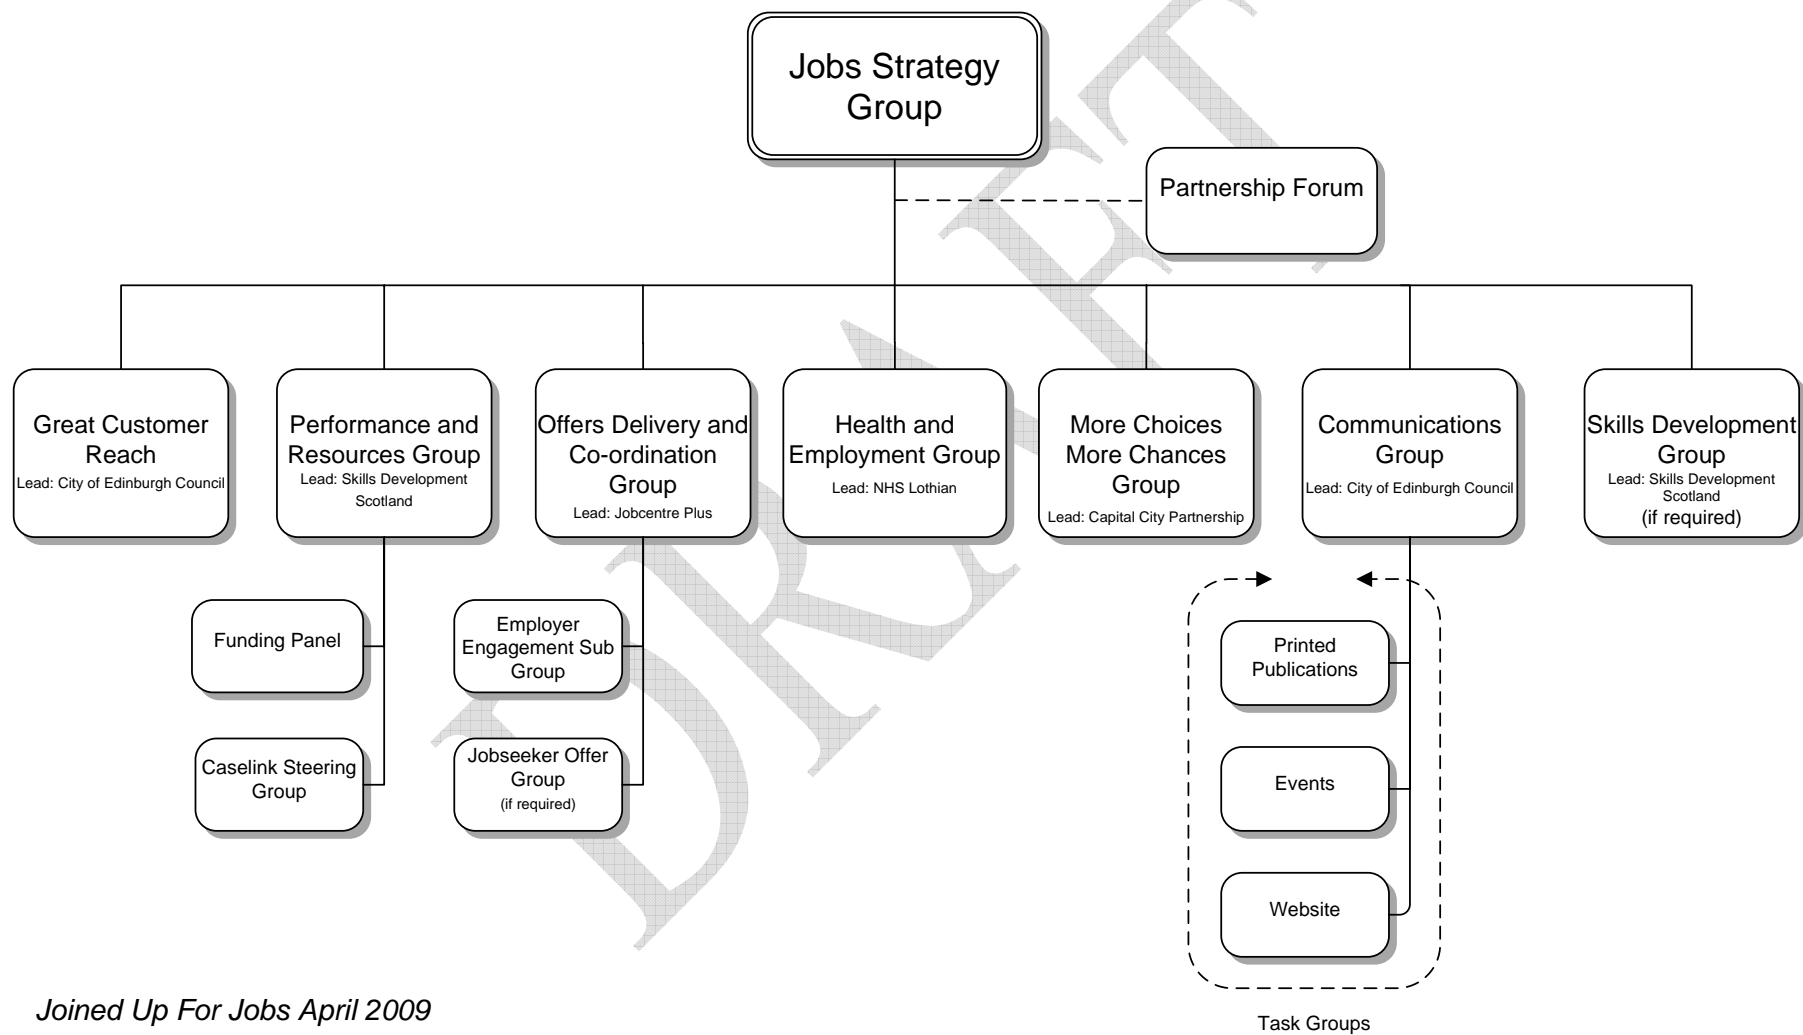 Jobs Strategy
Group
Partnership Forum
Great Customer
Reach
Lead: City of Edinburgh Council
Performance and
Resources Group
Lead: Skills Development
Scotland
Offers Delivery and
Co-ordination
Group
Lead: Jobcentre Plus
Health and
Employment Group
Lead: NHS Lothian
More Choices
More Chances
Group
Lead: Capital City Partnership
Communications
Group
Lead: City of Edinburgh Council
Skills Development
Group
Lead: Skills Development
Scotland
(if required)
Funding Panel
Caselink Steering
Group
Employer
Engagement Sub
Group
Jobseeker Offer
Group
(if required)
Printed
Publications
Events
Website
Task Groups
Joined Up For Jobs April 2009
DRAFT